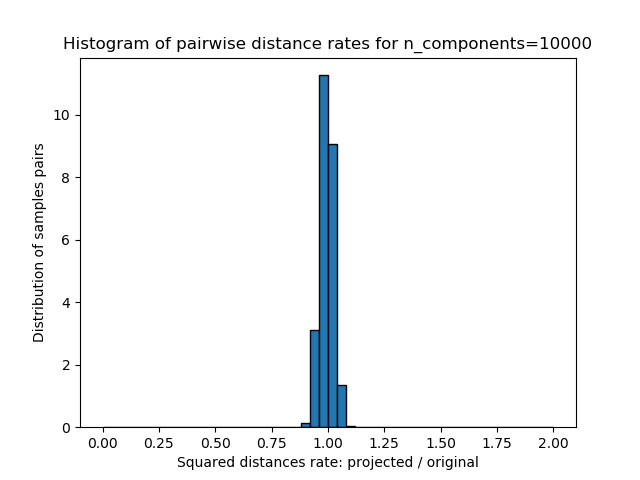 Histogram of pairwise distance rates for n_components=10000
Distribution of samples pairs
10
8
6
4
2
0
0.00 0.25 0.50 0.75 1.00 1.25 1.50 1.75 2.00
Squared distances rate: projected / original